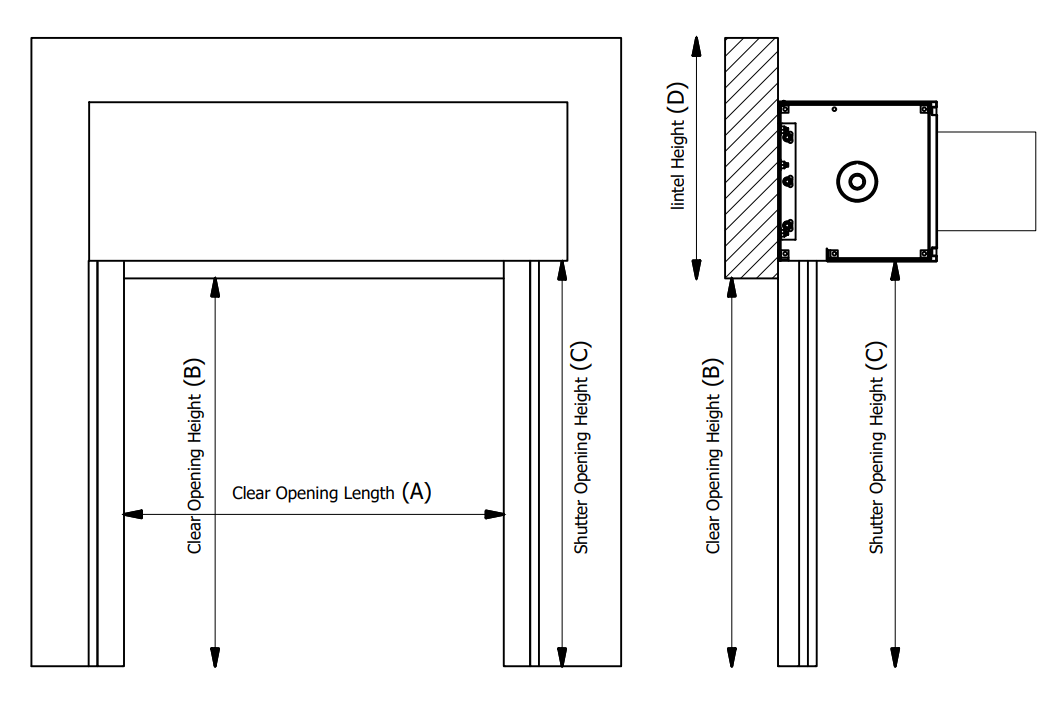 lintel Height (D)
Clear Opening Height (B)
Clear Opening Length (A)
Shutter Opening Height (C)
Clear Opening Height (B)
Shutter Opening Height (C)